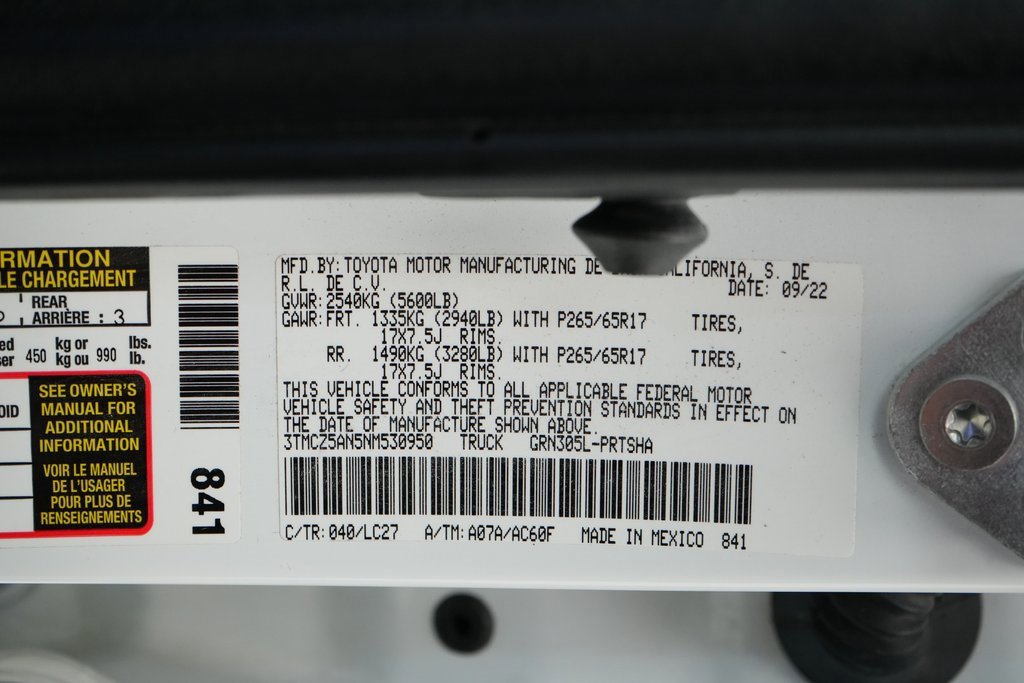 RMATION
LE CHARGEMENT
REAR
ARRIÈRE : 3
kg or lbs.
450 kg ou 990 lb.
SEE OWNER'S
MANUAL FOR
ADDITIONAL
INFORMATION
VOIR LE MANUEL
DE L'USAGER
POUR PLUS DE
RENSEIGNEMENTS
841
MFD.BY:TOYOTA MOTOR MANUFACTURING DE CALIFORNIA, S. DE
R.L. DE C.V. DATE: 09/22
GVWR:2540KG (5600LB)
GAWR:FRT. 1335KG (2940LB) WITH P265/65R17 TIRES,
17X7.5J RIMS.
RR. 1490KG (3280LB) WITH P265/65R17 TIRES,
17X7.5J RIMS.
THIS VEHICLE CONFORMS TO ALL APPLICABLE FEDERAL MOTOR
VEHICLE SAFETY AND THEFT PREVENTION STANDARDS IN EFFECT ON
THE DATE OF MANUFACTURE SHOWN ABOVE.
3TMCZ5AN5NM530950 TRUCK GRN305L-PRTSHA
C/TR:040/LC27 A/TM:A07A/AC60F MADE IN MEXICO 841